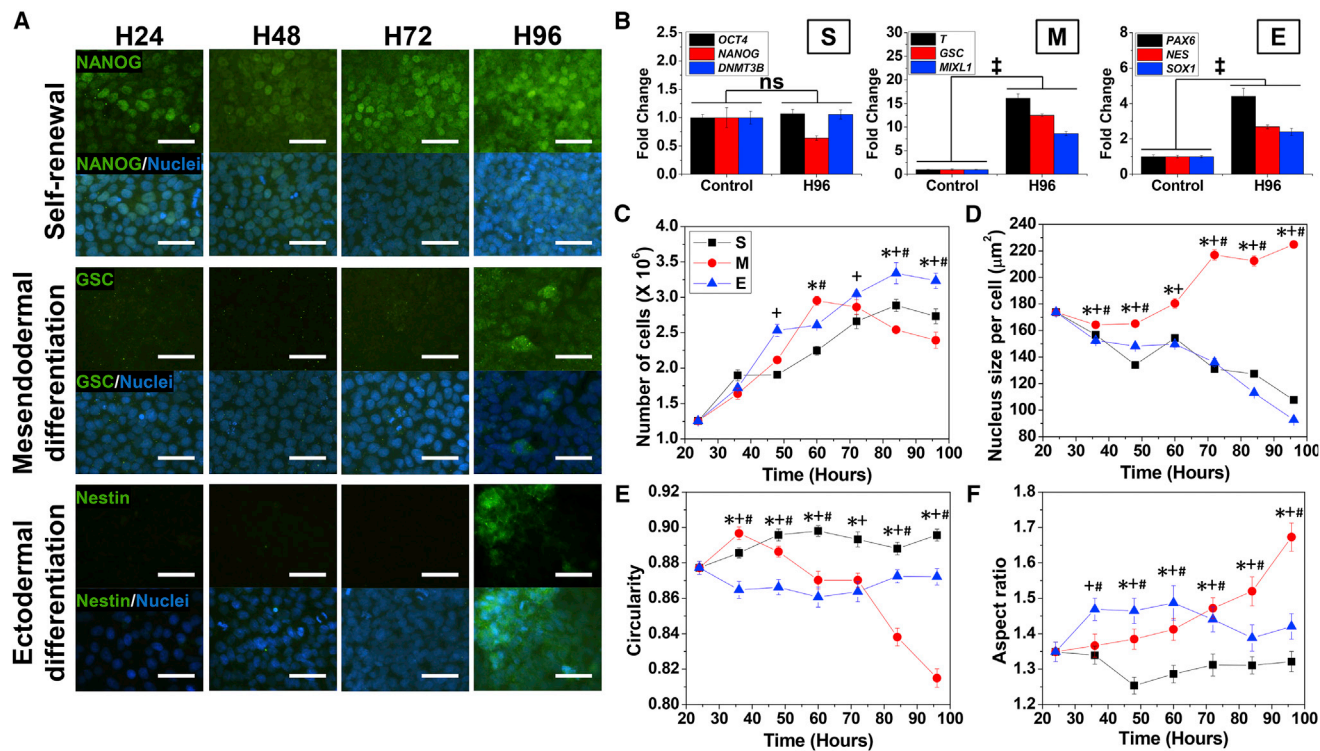 A
H24 H48 H72 H96
Self-renewal
NANOG
NANOG/Nuclei
Mesendodermal
differentiation
GSC
GSC/Nuclei
Ectodermal
differentiation
Nestin
Nestin/Nuclei
B
Fold Change
2.5
2.0
1.5
1.0
0.5
0.0
OCT4
NANOG
DNMT3B
S
ns
Control H96
Fold Change
35
30
25
20
15
10
5
0
T
GSC
MIXL1
M
‡
Control H96
Fold Change
8
6
4
2
0
PAX6
NES
SOX1
E
‡
Control H96
C
Number of cells (X 10⁶)
4.0
3.5
3.0
2.5
2.0
1.5
1.0
S
M
E
+ *# + *+# *+#
20 30 40 50 60 70 80 90 100
Time (Hours)
D
Nucleus size per cell (μm²)
240
220
200
180
160
140
120
100
80
*+# *+# *+ *+# *+# *+#
20 30 40 50 60 70 80 90 100
Time (Hours)
E
Circularity
0.92
0.90
0.88
0.86
0.84
0.82
0.80
*+# *+# *+# *+ *+# *+#
20 30 40 50 60 70 80 90 100
Time (Hours)
F
Aspect ratio
1.8
1.7
1.6
1.5
1.4
1.3
1.2
+# *+# *+# *+# *+# *+#
20 30 40 50 60 70 80 90 100
Time (Hours)